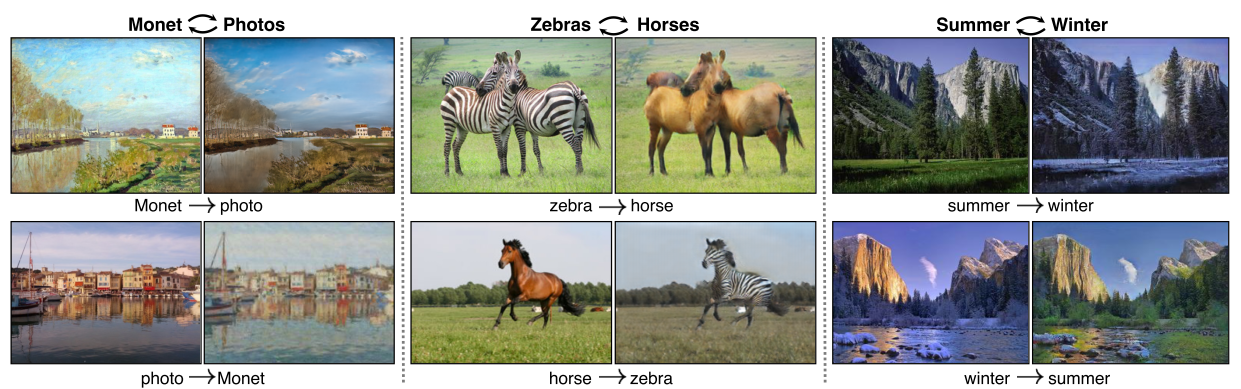 Monet Photos
Monet → photo
photo → Monet
Zebras Horses
zebra → horse
horse → zebra
Summer Winter
summer → winter
winter → summer